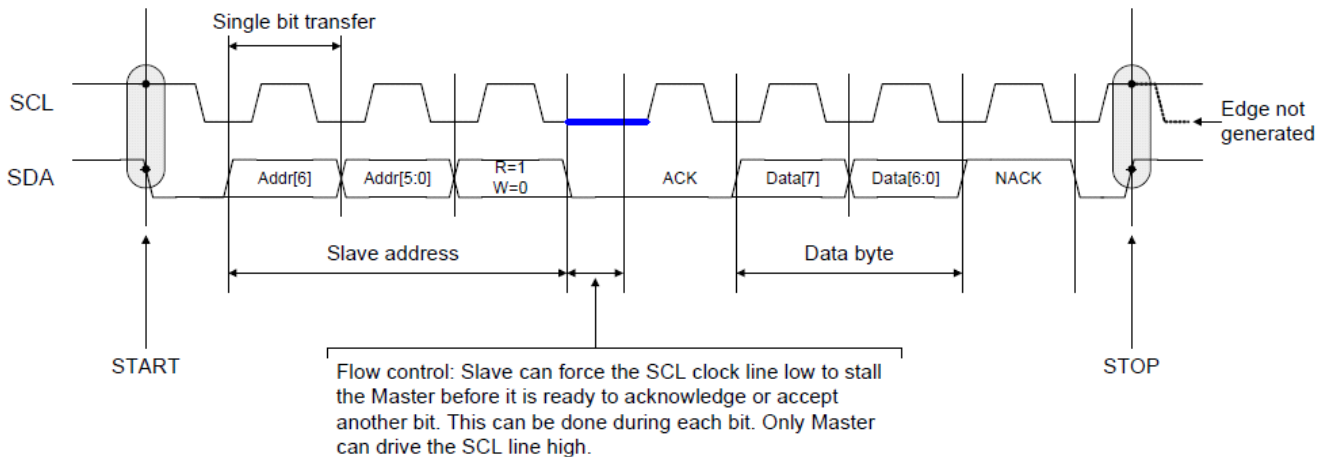 Single bit transfer
SCL
Edge not
generated
SDA
Addr[6]
Addr[5:0]
R=1
W=0
ACK
Data[7]
Data[6:0]
NACK
Slave address
Data byte
START
STOP
Flow control: Slave can force the SCL clock line low to stall
the Master before it is ready to acknowledge or accept
another bit. This can be done during each bit. Only Master
can drive the SCL line high.